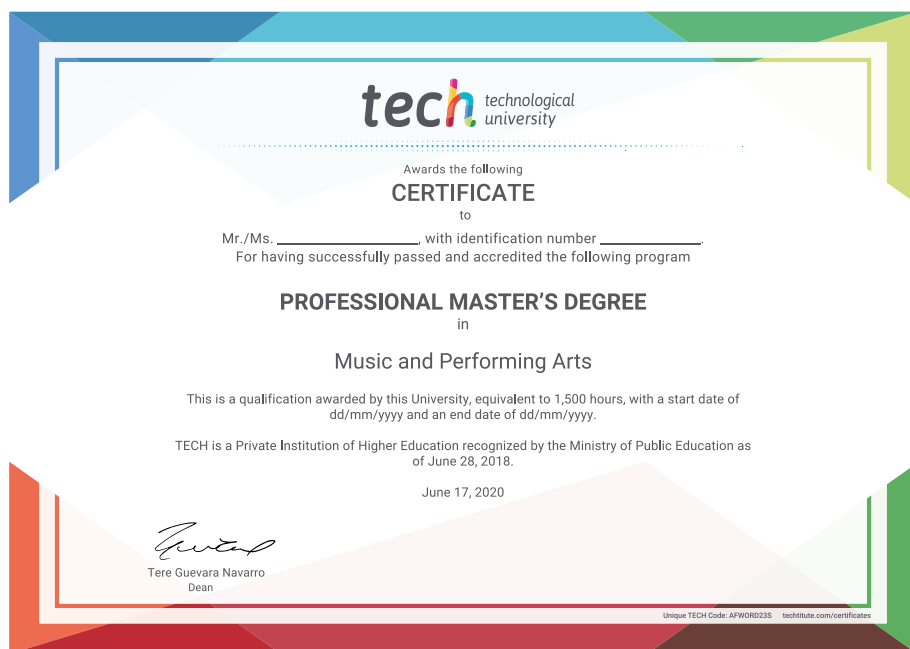 tech technological
university
Awards the following
CERTIFICATE
to
Mr./Ms. ____________________, with identification number ______________.
For having successfully passed and accredited the following program
PROFESSIONAL MASTER'S DEGREE
in
Music and Performing Arts
This is a qualification awarded by this University, equivalent to 1,500 hours, with a start date of
dd/mm/yyyy and an end date of dd/mm/yyyy.
TECH is a Private Institution of Higher Education recognized by the Ministry of Public Education as
of June 28, 2018.
June 17, 2020
Tere Guevara Navarro
Dean
Unique TECH Code: AFWORD23S techtitute.com/certificates